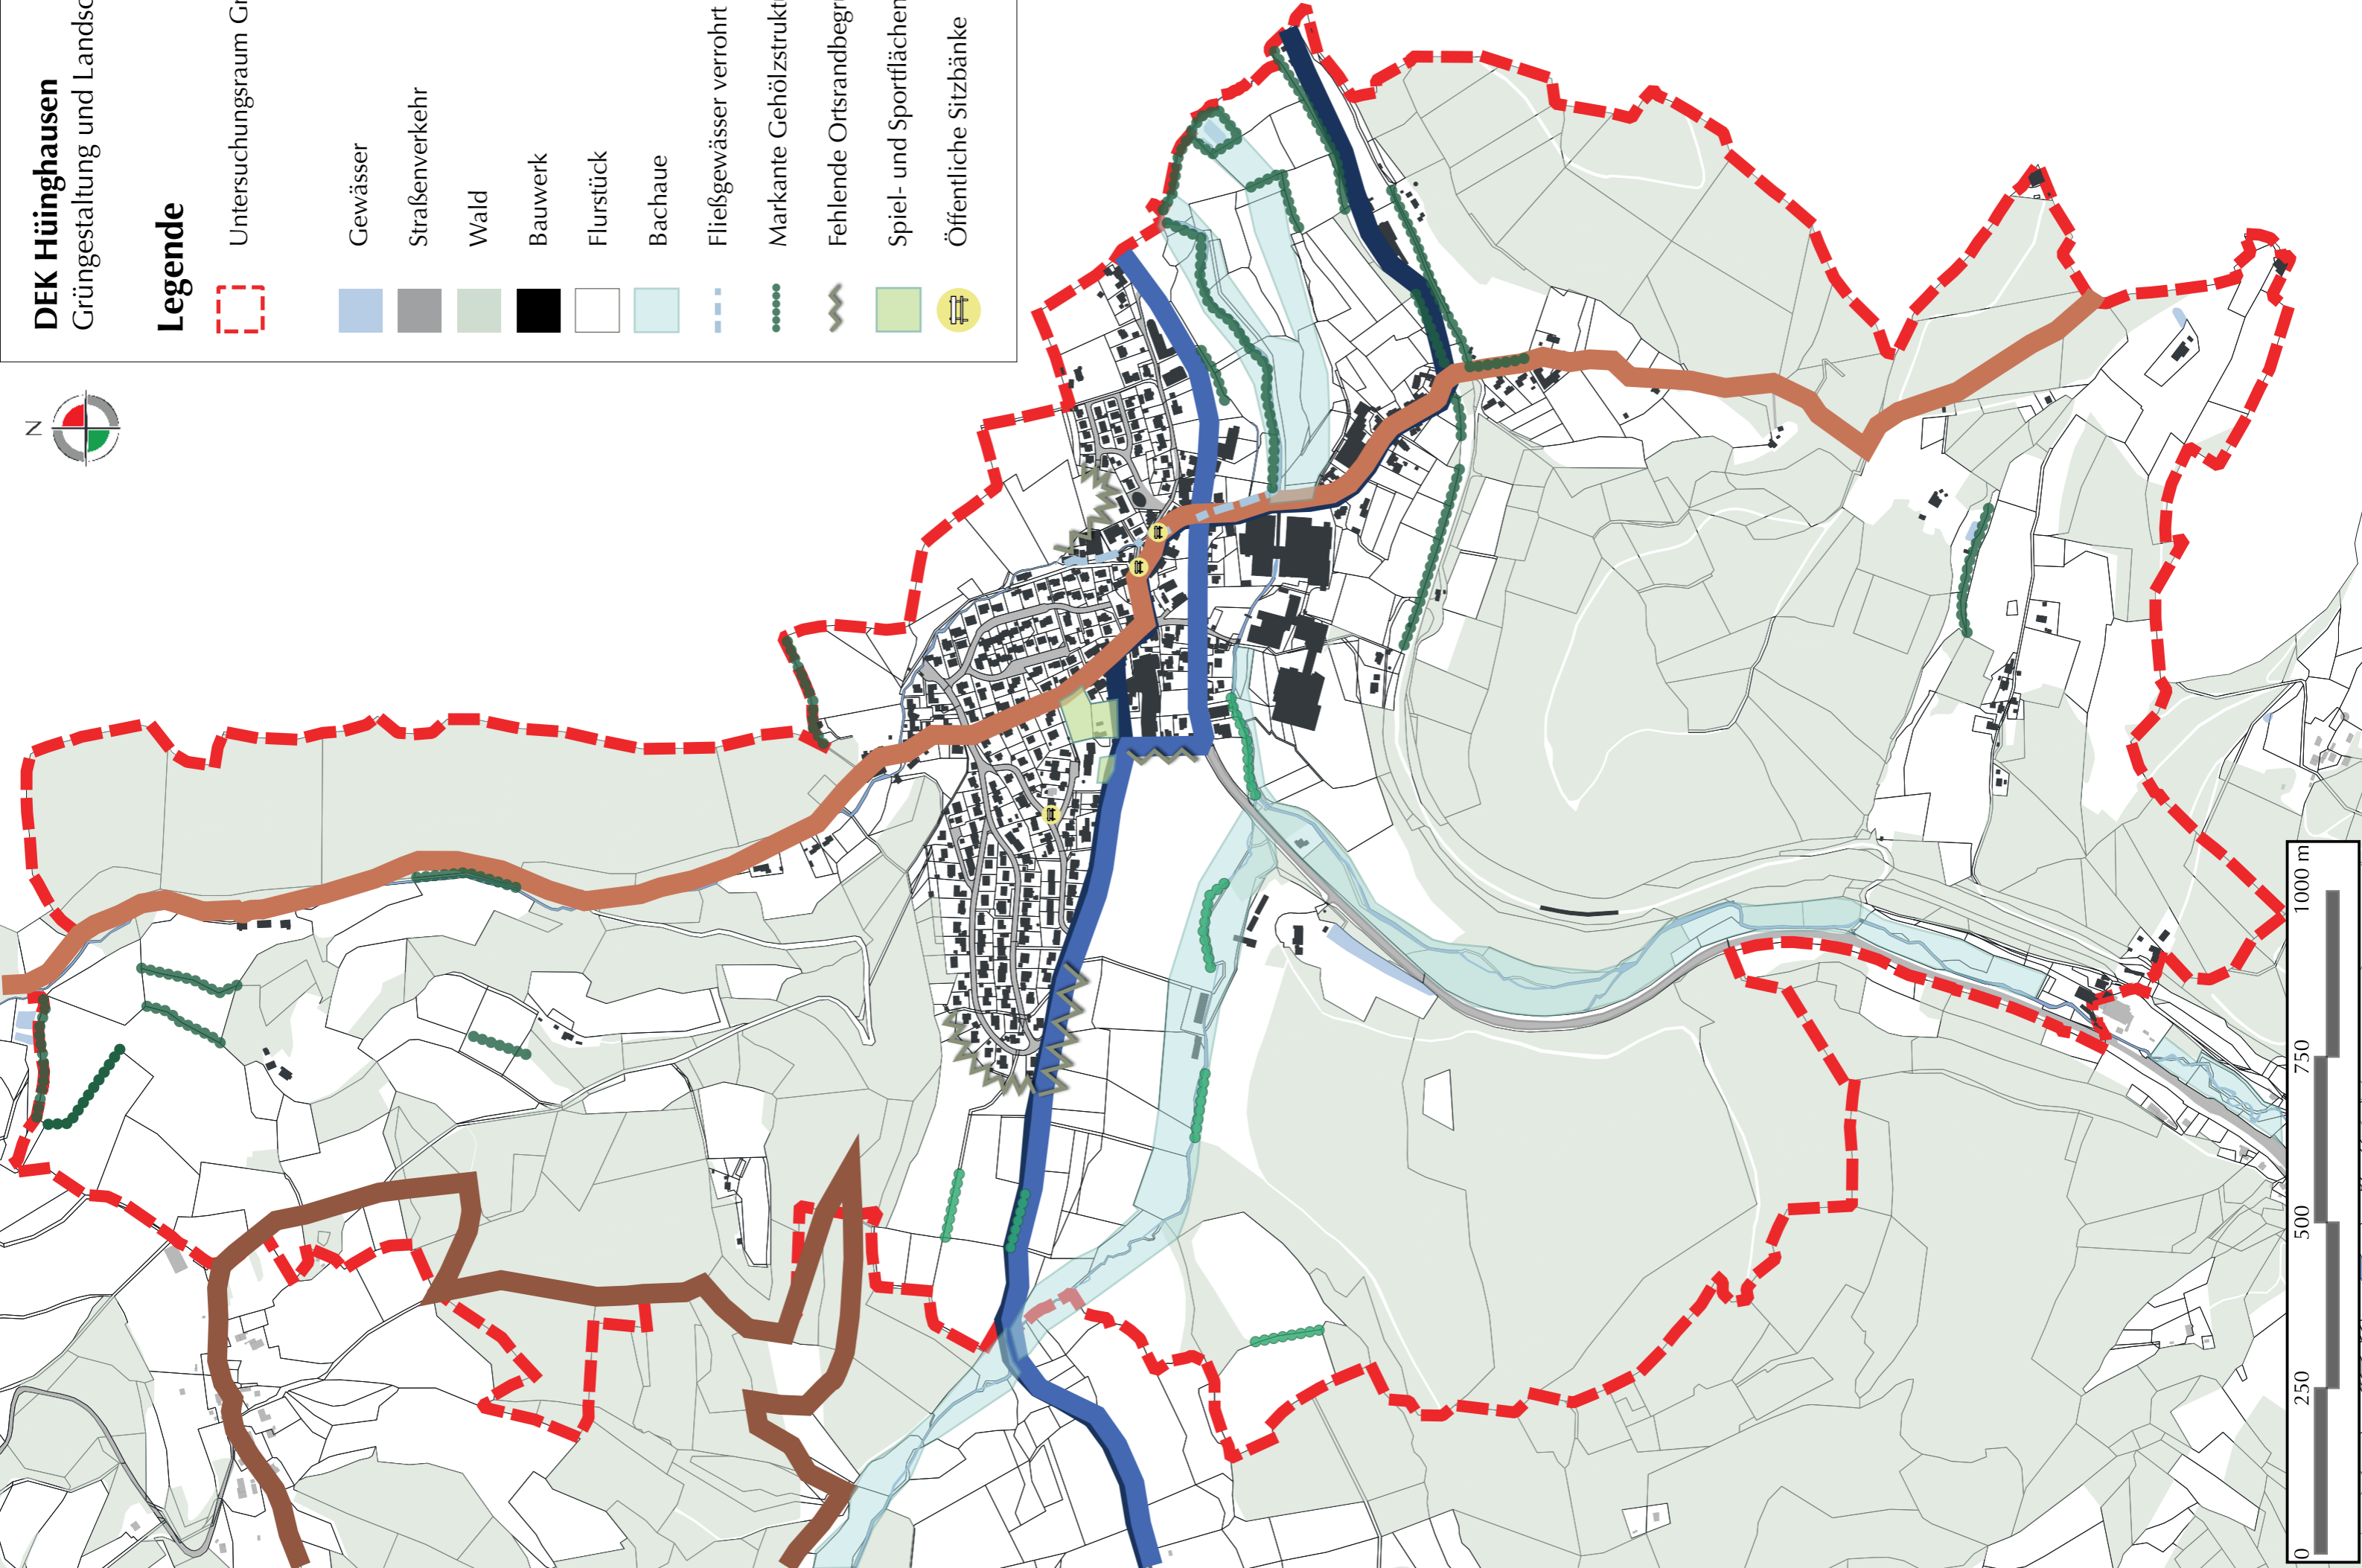 DEK Hüinghausen
Grüngestaltung und Landsc
Legende
Untersuchungsraum Gr
Gewässer
Straßenverkehr
Wald
Bauwerk
Flurstück
Bachaue
Fließgewässer verrohrt
Markante Gehölzstrukt
Fehlende Ortsrandbegr
Spiel- und Sportflächen
Öffentliche Sitzbänke
N
0 250 500 750 1000 m